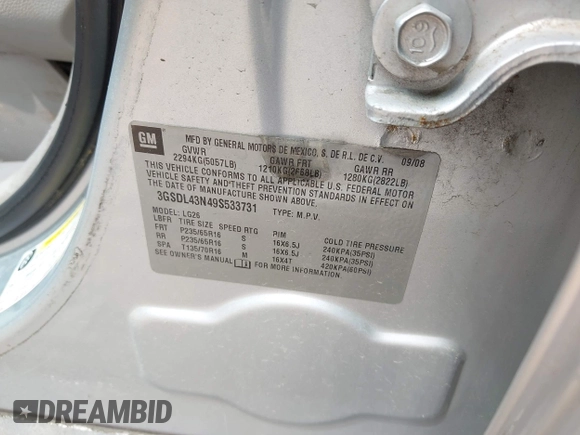 109
GM
MFD BY GENERAL MOTORS DE MEXICO, S. DE R.L. DE C.V. 09/08
GVWR GAWR FRT GAWR RR
2294KG(5057LB) 1210KG(2668LB) 1280KG(2822LB)
THIS VEHICLE CONFORMS TO ALL APPLICABLE U.S. FEDERAL MOTOR
VEHICLE SAFETY AND THEFT PREVENTION STANDARDS IN EFFECT ON THE
DATE OF MANUFACTURE SHOWN ABOVE.
3GSDL43N49S533731 TYPE: M.P.V.
MODEL: LG26
LBFR TIRE SIZE SPEED RTG RIM COLD TIRE PRESSURE
FRT P235/65R16 S 16X6.5J 240KPA(35PSI)
RR P235/65R16 S 16X6.5J 240KPA(35PSI)
SPA T135/70R16 M 16X4T 420KPA(60PSI)
SEE OWNER'S MANUAL FOR MORE INFORMATION
DREAMBID